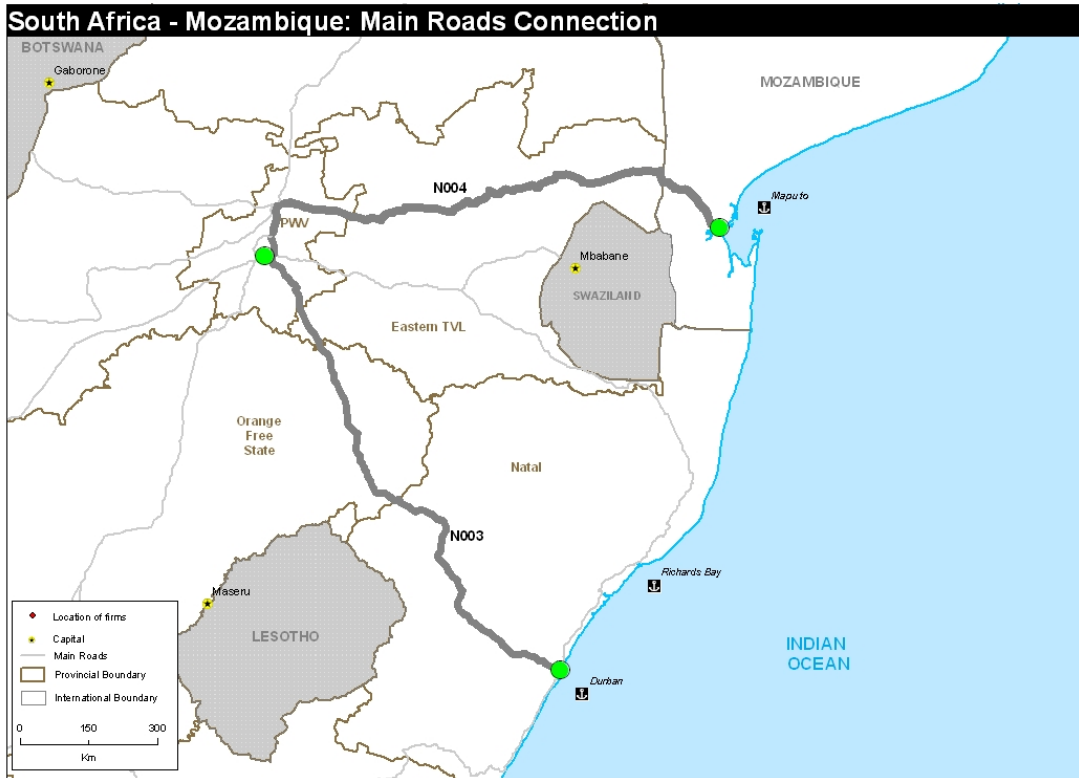 South Africa - Mozambique: Main Roads Connection
BOTSWANA
Gaborone
MOZAMBIQUE
N004
Maputo
PWV
Mbabane
SWAZILAND
Eastern TVL
Orange
Free
State
Natal
N003
Richards Bay
Maseru
LESOTHO
INDIAN
OCEAN
Durban
Location of firms
Capital
Main Roads
Provincial Boundary
International Boundary
0 150 300
Km